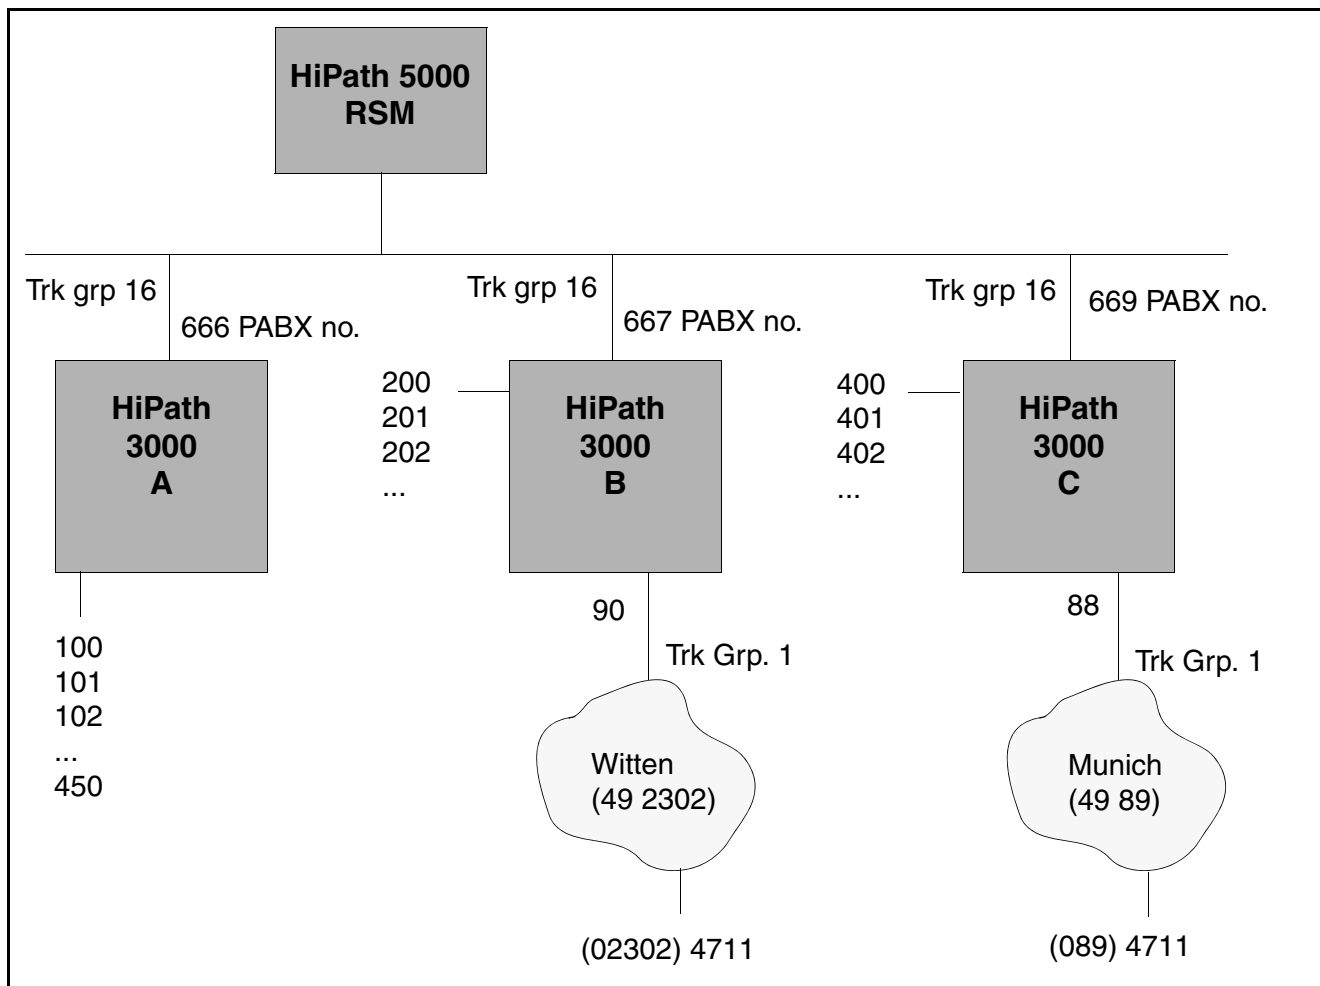 HiPath 5000
RSM
Trk grp 16
666 PABX no.
HiPath
3000
A
100
101
102
...
450
Trk grp 16
667 PABX no.
200
201
202
...
HiPath
3000
B
90
Trk Grp. 1
Witten
(49 2302)
(02302) 4711
Trk grp 16
669 PABX no.
400
401
402
...
HiPath
3000
C
88
Trk Grp. 1
Munich
(49 89)
(089) 4711